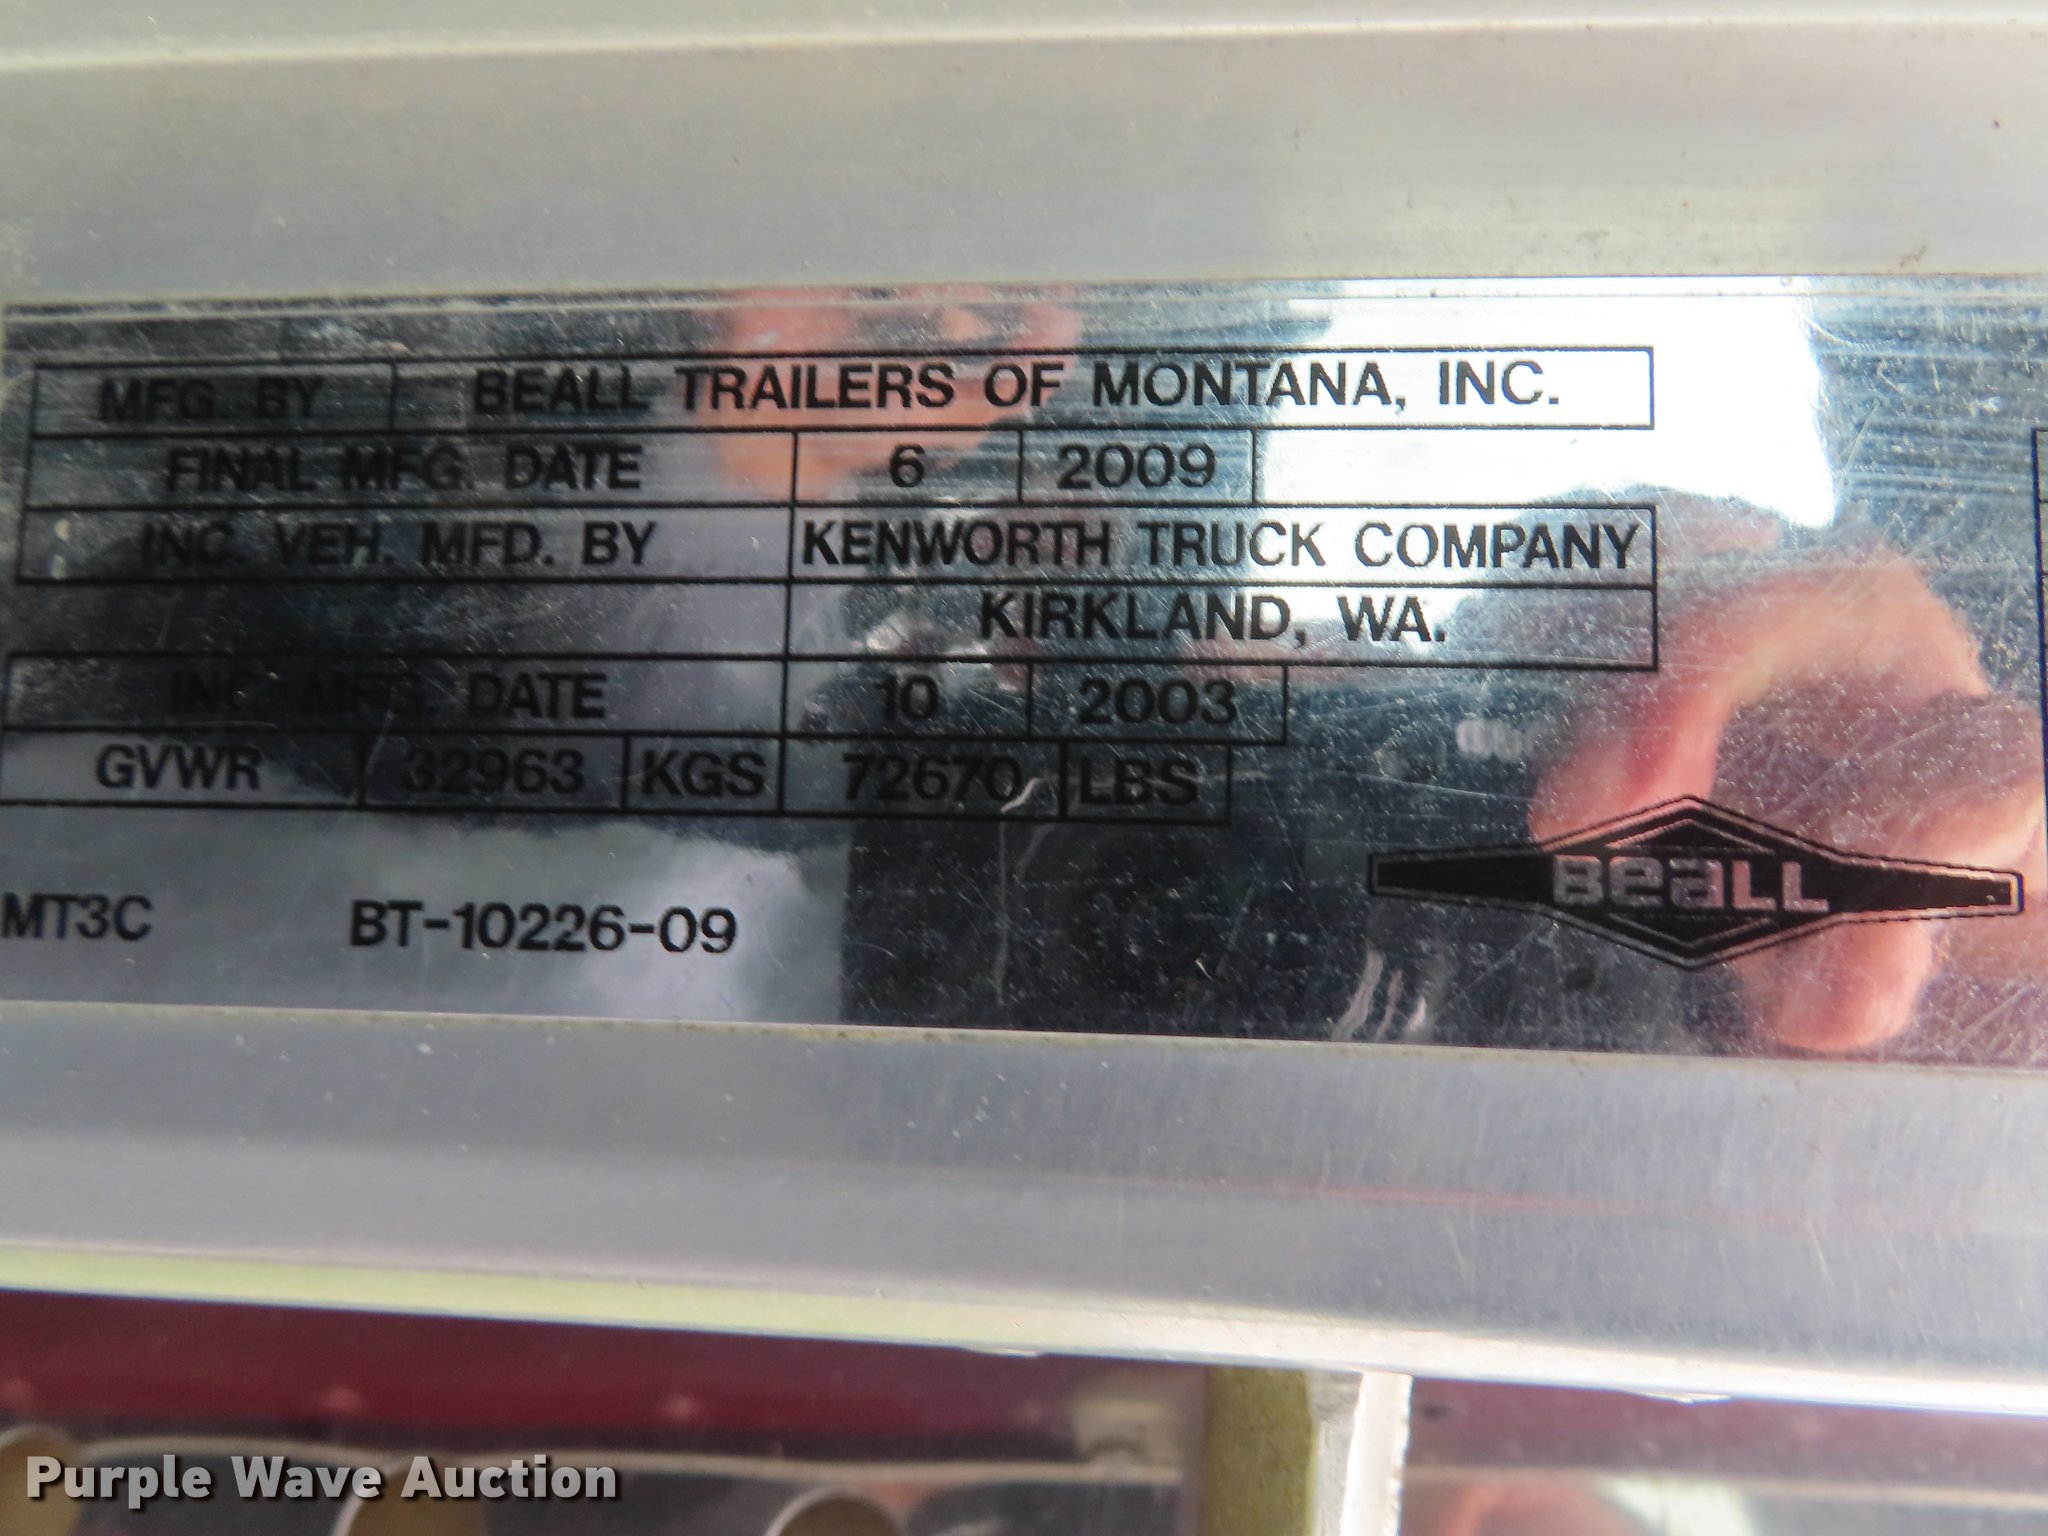 MFG. BY BEALL TRAILERS OF MONTANA, INC.
FINAL MFG. DATE 6 2009
INC. VEH. MFD. BY KENWORTH TRUCK COMPANY
KIRKLAND, WA.
INC. MFG. DATE 10 2003
GVWR 32963 KGS 72670 LBS
BeaLL
MT3C BT-10226-09
Purple Wave Auction